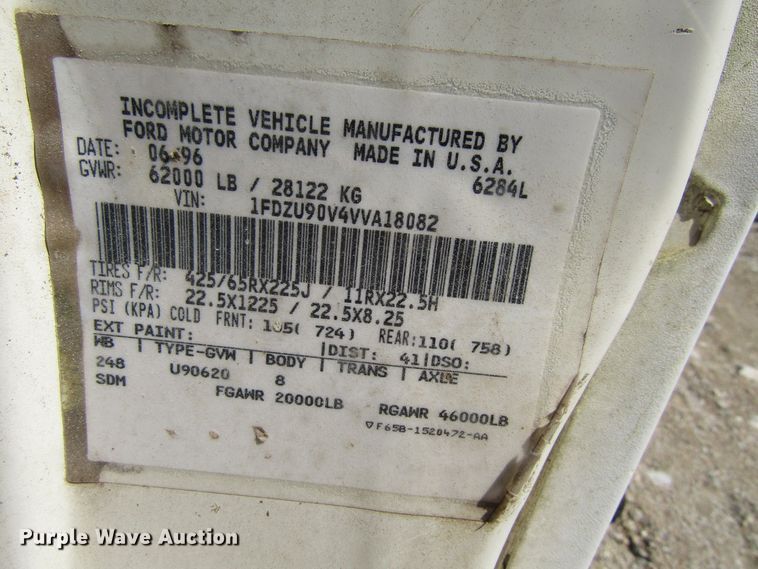 INCOMPLETE VEHICLE MANUFACTURED BY
FORD MOTOR COMPANY MADE IN U.S.A.
DATE: 06 96
GVWR: 62000 LB / 28122 KG 6284L
VIN: 1FDZU90V4VVA18082
TIRES F/R: 425/65RX225J / 11RX22.5H
RIMS F/R: 22.5X1225 / 22.5X8.25
PSI (KPA) COLD FRNT: 105( 724) REAR:110( 758)
EXT PAINT: |DIST: 41|DSO:
WB | TYPE-GVW | BODY | TRANS | AXLE
248 U90620 8
SDM FGAWR 20000LB RGAWR 46000LB
▽F65B-1520472-AA
Purple Wave Auction